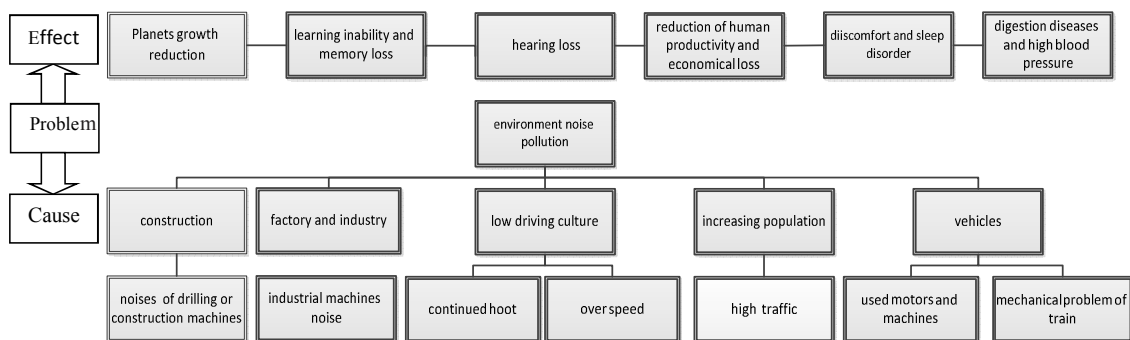 Effect
Planets growth
reduction
learning inability and
memory loss
hearing loss
reduction of human
productivity and
economical loss
diiscomfort and sleep
disorder
digestion diseases
and high blood
pressure
Problem
environment noise
pollution
Cause
construction
factory and industry
low driving culture
increasing population
vehicles
noises of drilling or
construction machines
industrial machines
noise
continued hoot
over speed
high traffic
used motors and
machines
mechanical problem of
train